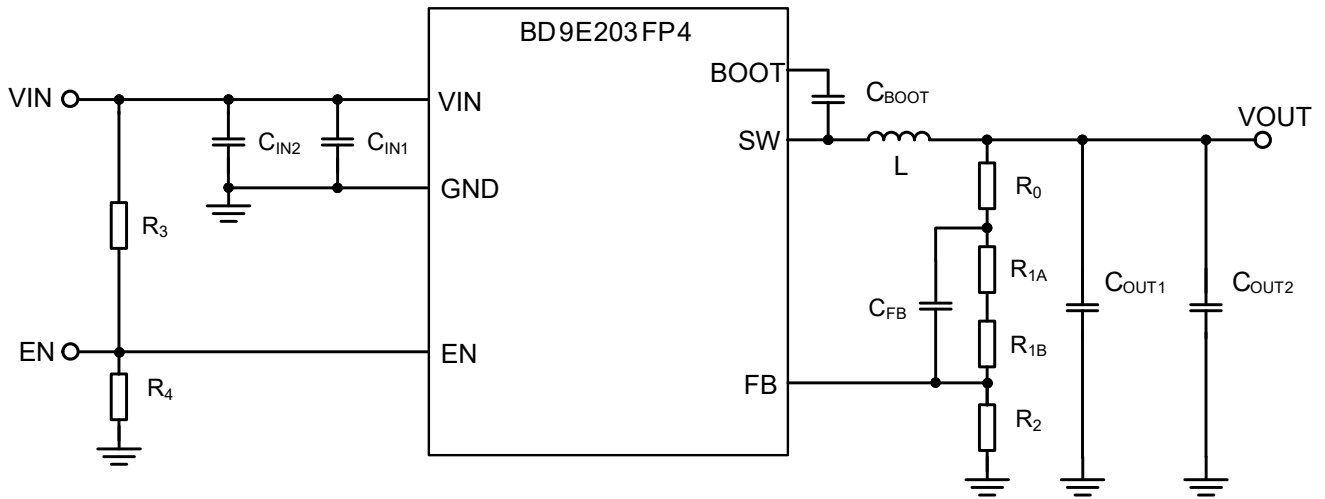 BD9E203FP4
BOOT
C_BOOT
VIN
VIN
VOUT
C_IN2
C_IN1
SW
L
GND
R_0
R_3
R_1A
C_OUT1
C_OUT2
C_FB
R_1B
EN
EN
FB
R_4
R_2